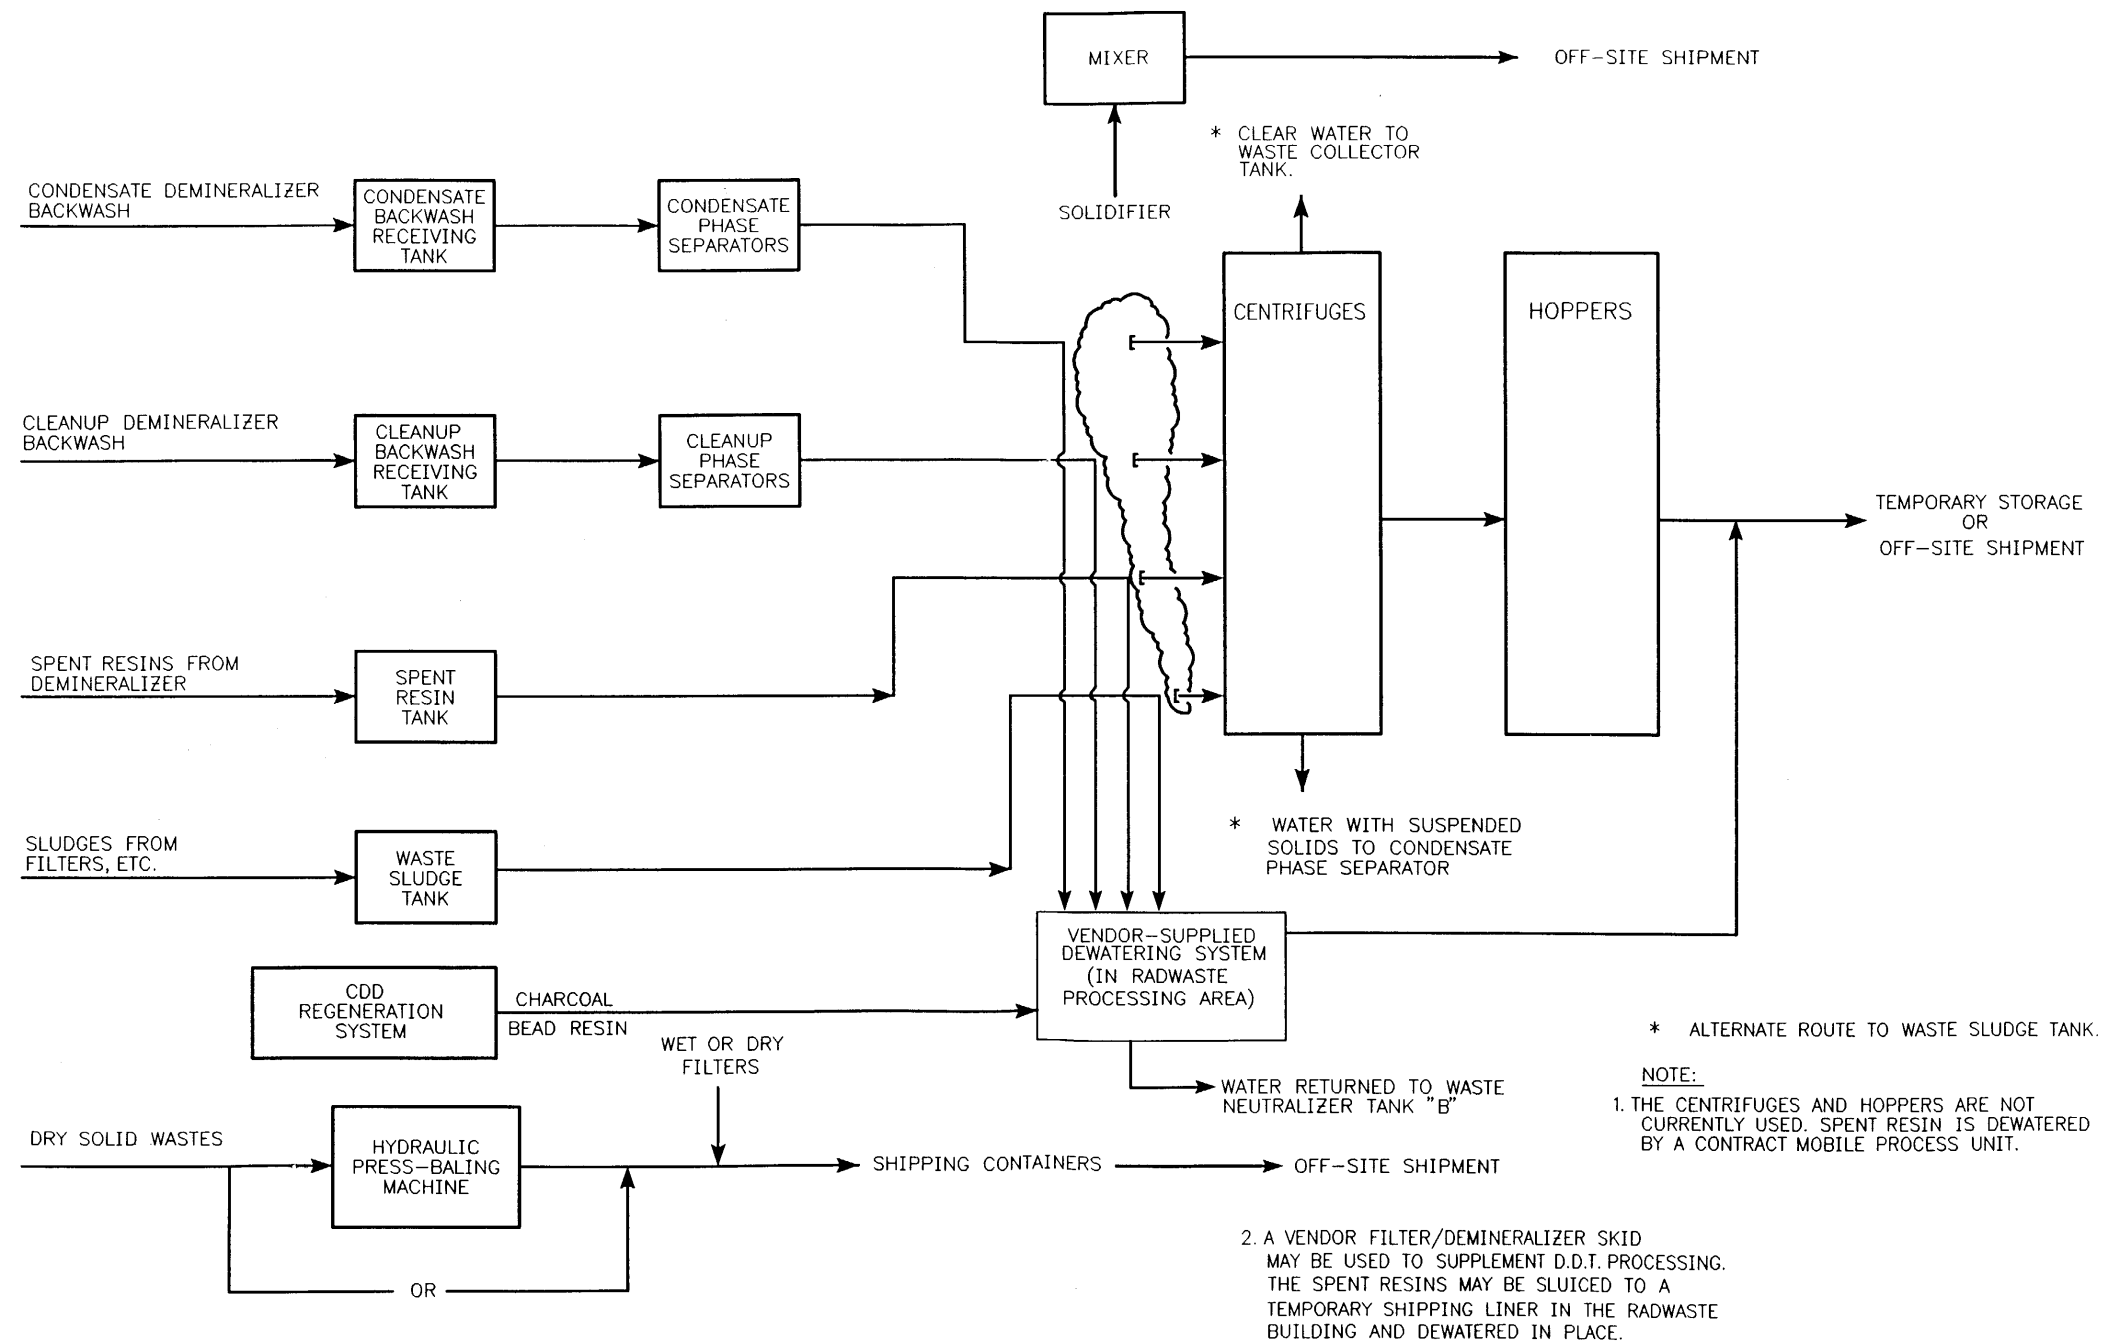 MIXER
OFF-SITE SHIPMENT
* CLEAR WATER TO
WASTE COLLECTOR
TANK.
SOLIDIFIER
CONDENSATE DEMINERALIZER
BACKWASH
CONDENSATE
BACKWASH
RECEIVING
TANK
CONDENSATE
PHASE
SEPARATORS
CENTRIFUGES
HOPPERS
CLEANUP DEMINERALIZER
BACKWASH
CLEANUP
BACKWASH
RECEIVING
TANK
CLEANUP
PHASE
SEPARATORS
TEMPORARY STORAGE
OR
OFF-SITE SHIPMENT
SPENT RESINS FROM
DEMINERALIZER
SPENT
RESIN
TANK
SLUDGES FROM
FILTERS, ETC.
WASTE
SLUDGE
TANK
* WATER WITH SUSPENDED
SOLIDS TO CONDENSATE
PHASE SEPARATOR
VENDOR-SUPPLIED
DEWATERING SYSTEM
(IN RADWASTE
PROCESSING AREA)
CDD
REGENERATION
SYSTEM
CHARCOAL
BEAD RESIN
WET OR DRY
FILTERS
WATER RETURNED TO WASTE
NEUTRALIZER TANK "B"
* ALTERNATE ROUTE TO WASTE SLUDGE TANK.
NOTE:
1. THE CENTRIFUGES AND HOPPERS ARE NOT
CURRENTLY USED. SPENT RESIN IS DEWATERED
BY A CONTRACT MOBILE PROCESS UNIT.
DRY SOLID WASTES
HYDRAULIC
PRESS-BALING
MACHINE
SHIPPING CONTAINERS
OFF-SITE SHIPMENT
OR
2. A VENDOR FILTER/DEMINERALIZER SKID
MAY BE USED TO SUPPLEMENT D.D.T. PROCESSING.
THE SPENT RESINS MAY BE SLUICED TO A
TEMPORARY SHIPPING LINER IN THE RADWASTE
BUILDING AND DEWATERED IN PLACE.